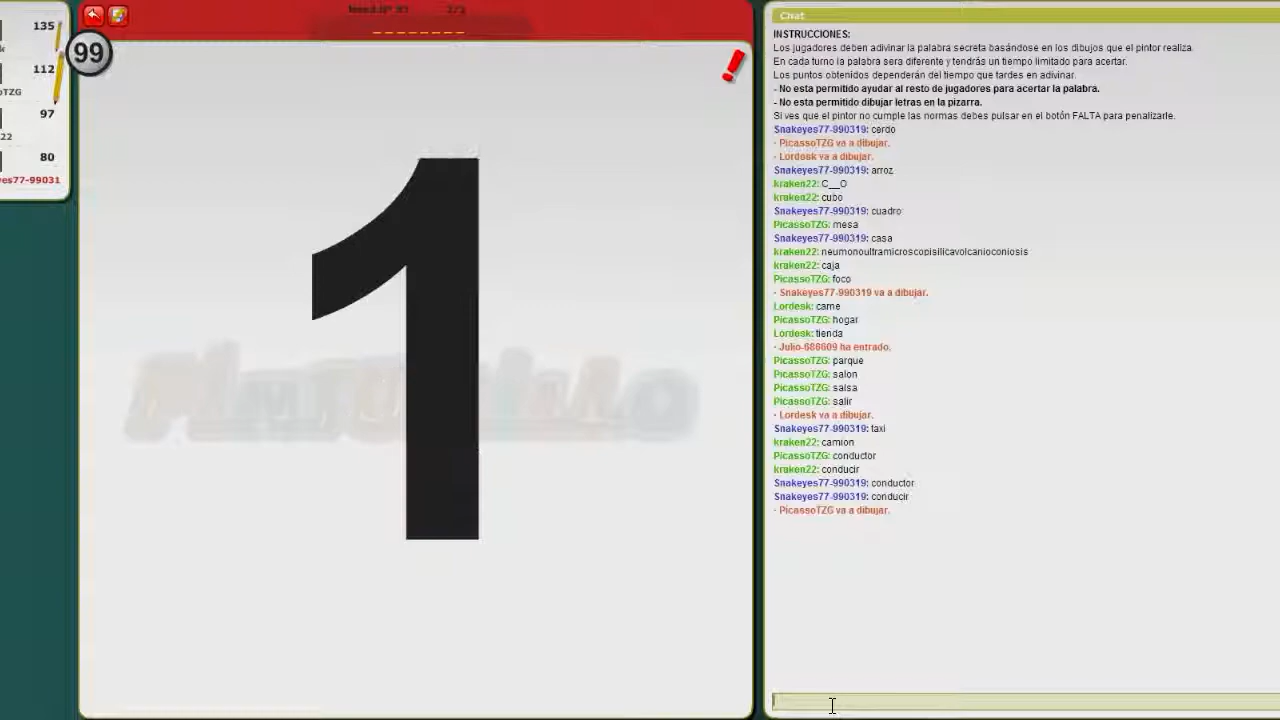 135
112
oTZG
97
22
80
es77-99031
99
2/2
1
Chat
INSTRUCCIONES:
Los jugadores deben adivinar la palabra secreta basándose en los dibujos que el pintor realiza.
En cada turno la palabra sera diferente y tendrás un tiempo limitado para acertar.
Los puntos obtenidos dependerán del tiempo que tardes en adivinar.
- No esta permitido ayudar al resto de jugadores para acertar la palabra.
- No esta permitido dibujar letras en la pizarra.
Si ves que el pintor no cumple las normas debes pulsar en el botón FALTA para penalizarle.
Snakeyes77-990319: cerdo
· PicassoTZG va a dibujar.
· Lordesk va a dibujar.
Snakeyes77-990319: arroz
kraken22: C__O
kraken22: cubo
Snakeyes77-990319: cuadro
PicassoTZG: mesa
Snakeyes77-990319: casa
kraken22: neumonoultramicroscopisilicavolcanioconiosis
kraken22: caja
PicassoTZG: foco
· Snakeyes77-990319 va a dibujar.
Lordesk: carne
PicassoTZG: hogar
Lordesk: tienda
· Julio-686609 ha entrado.
PicassoTZG: parque
PicassoTZG: salon
PicassoTZG: salsa
PicassoTZG: salir
· Lordesk va a dibujar.
Snakeyes77-990319: taxi
kraken22: camion
PicassoTZG: conductor
kraken22: conducir
Snakeyes77-990319: conductor
Snakeyes77-990319: conducir
· PicassoTZG va a dibujar.